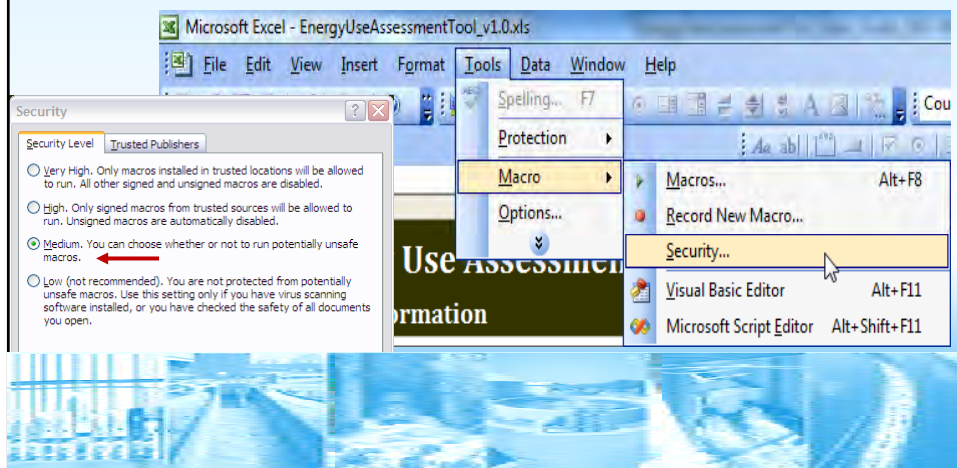 Microsoft Excel - EnergyUseAssessmentTool_v1.0.xls
File Edit View Insert Format Tools Data Window Help
Spelling... F7
Cou
Protection
Aa ab|
Macro
Options...
Macros... Alt+F8
Record New Macro...
Security...
Visual Basic Editor Alt+F11
Microsoft Script Editor Alt+Shift+F11
Security
Security Level Trusted Publishers
Very High. Only macros installed in trusted locations will be allowed
to run. All other signed and unsigned macros are disabled.
High. Only signed macros from trusted sources will be allowed to
run. Unsigned macros are automatically disabled.
Medium. You can choose whether or not to run potentially unsafe
macros.
Low (not recommended). You are not protected from potentially
unsafe macros. Use this setting only if you have virus scanning
software installed, or you have checked the safety of all documents
you open.
Use Assessmen
rmation